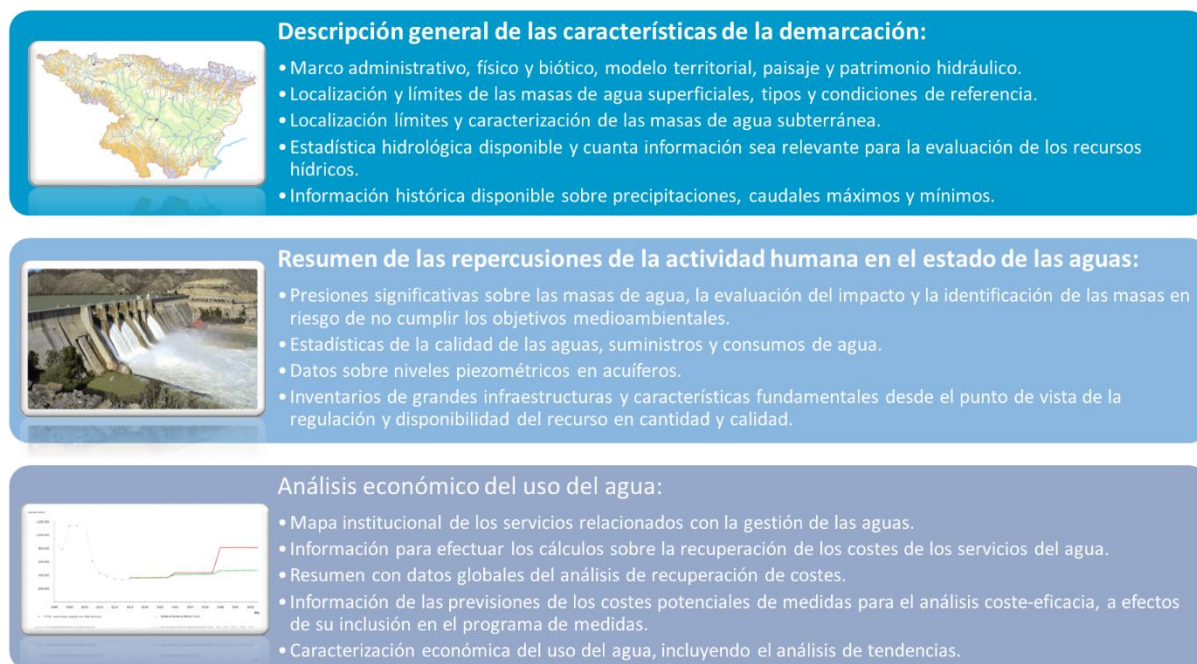 Descripción general de las características de la demarcación:
•Marco administrativo, físico y biótico, modelo territorial, paisaje y patrimonio hidráulico.
•Localización y límites de las masas de agua superficiales, tipos y condiciones de referencia.
•Localización límites y caracterización de las masas de agua subterránea.
•Estadística hidrológica disponible y cuanta información sea relevante para la evaluación de los recursos
hídricos.
•Información histórica disponible sobre precipitaciones, caudales máximos y mínimos.
Resumen de las repercusiones de la actividad humana en el estado de las aguas:
•Presiones significativas sobre las masas de agua, la evaluación del impacto y la identificación de las masas en
riesgo de no cumplir los objetivos medioambientales.
•Estadísticas de la calidad de las aguas, suministros y consumos de agua.
•Datos sobre niveles piezométricos en acuíferos.
•Inventarios de grandes infraestructuras y características fundamentales desde el punto de vista de la
regulación y disponibilidad del recurso en cantidad y calidad.
Análisis económico del uso del agua:
•Mapa institucional de los servicios relacionados con la gestión de las aguas.
•Información para efectuar los cálculos sobre la recuperación de los costes de los servicios del agua.
•Resumen con datos globales del análisis de recuperación de costes.
•Información de las previsiones de los costes potenciales de medidas para el análisis coste-eficacia, a efectos
de su inclusión en el programa de medidas.
•Caracterización económica del uso del agua, incluyendo el análisis de tendencias.